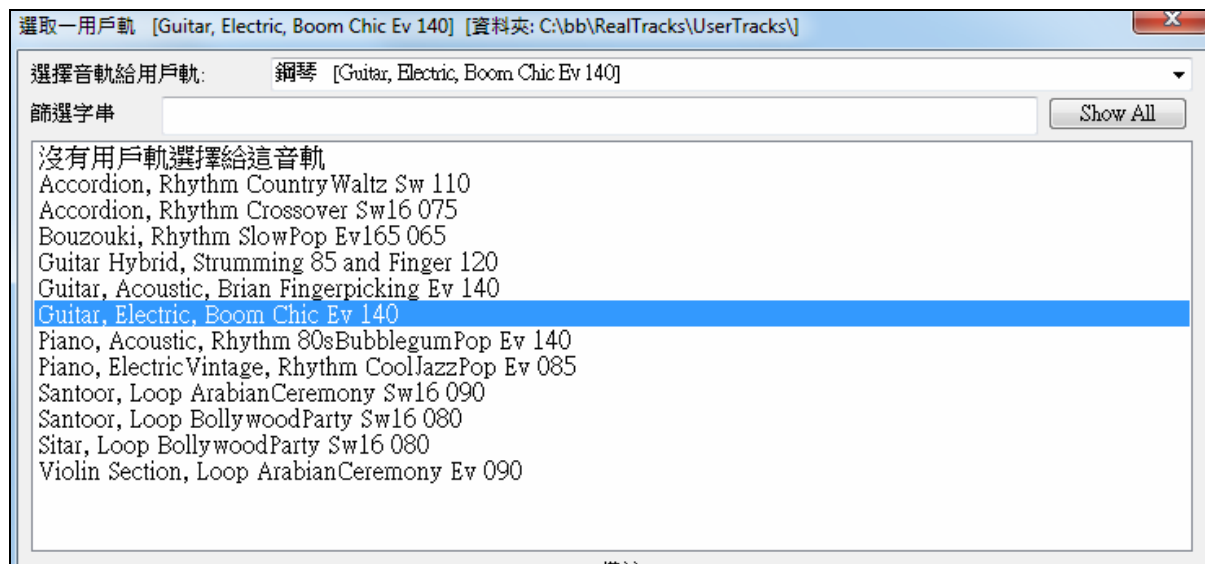 選取一用戶軌 [Guitar, Electric, Boom Chic Ev 140] [資料夾: C:\bb\RealTracks\UserTracks\]
選擇音軌給用戶軌: 鋼琴 [Guitar, Electric, Boom Chic Ev 140]
篩選字串 Show All
沒有用戶軌選擇給這音軌
Accordion, Rhythm CountryWaltz Sw 110
Accordion, Rhythm Crossover Sw16 075
Bouzouki, Rhythm SlowPop Ev165 065
Guitar Hybrid, Strumming 85 and Finger 120
Guitar, Acoustic, Brian Fingerpicking Ev 140
Guitar, Electric, Boom Chic Ev 140
Piano, Acoustic, Rhythm 80sBubblegumPop Ev 140
Piano, ElectricVintage, Rhythm CoolJazzPop Ev 085
Santoor, Loop ArabianCeremony Sw16 090
Santoor, Loop BollywoodParty Sw16 080
Sitar, Loop BollywoodParty Sw16 080
Violin Section, Loop ArabianCeremony Ev 090